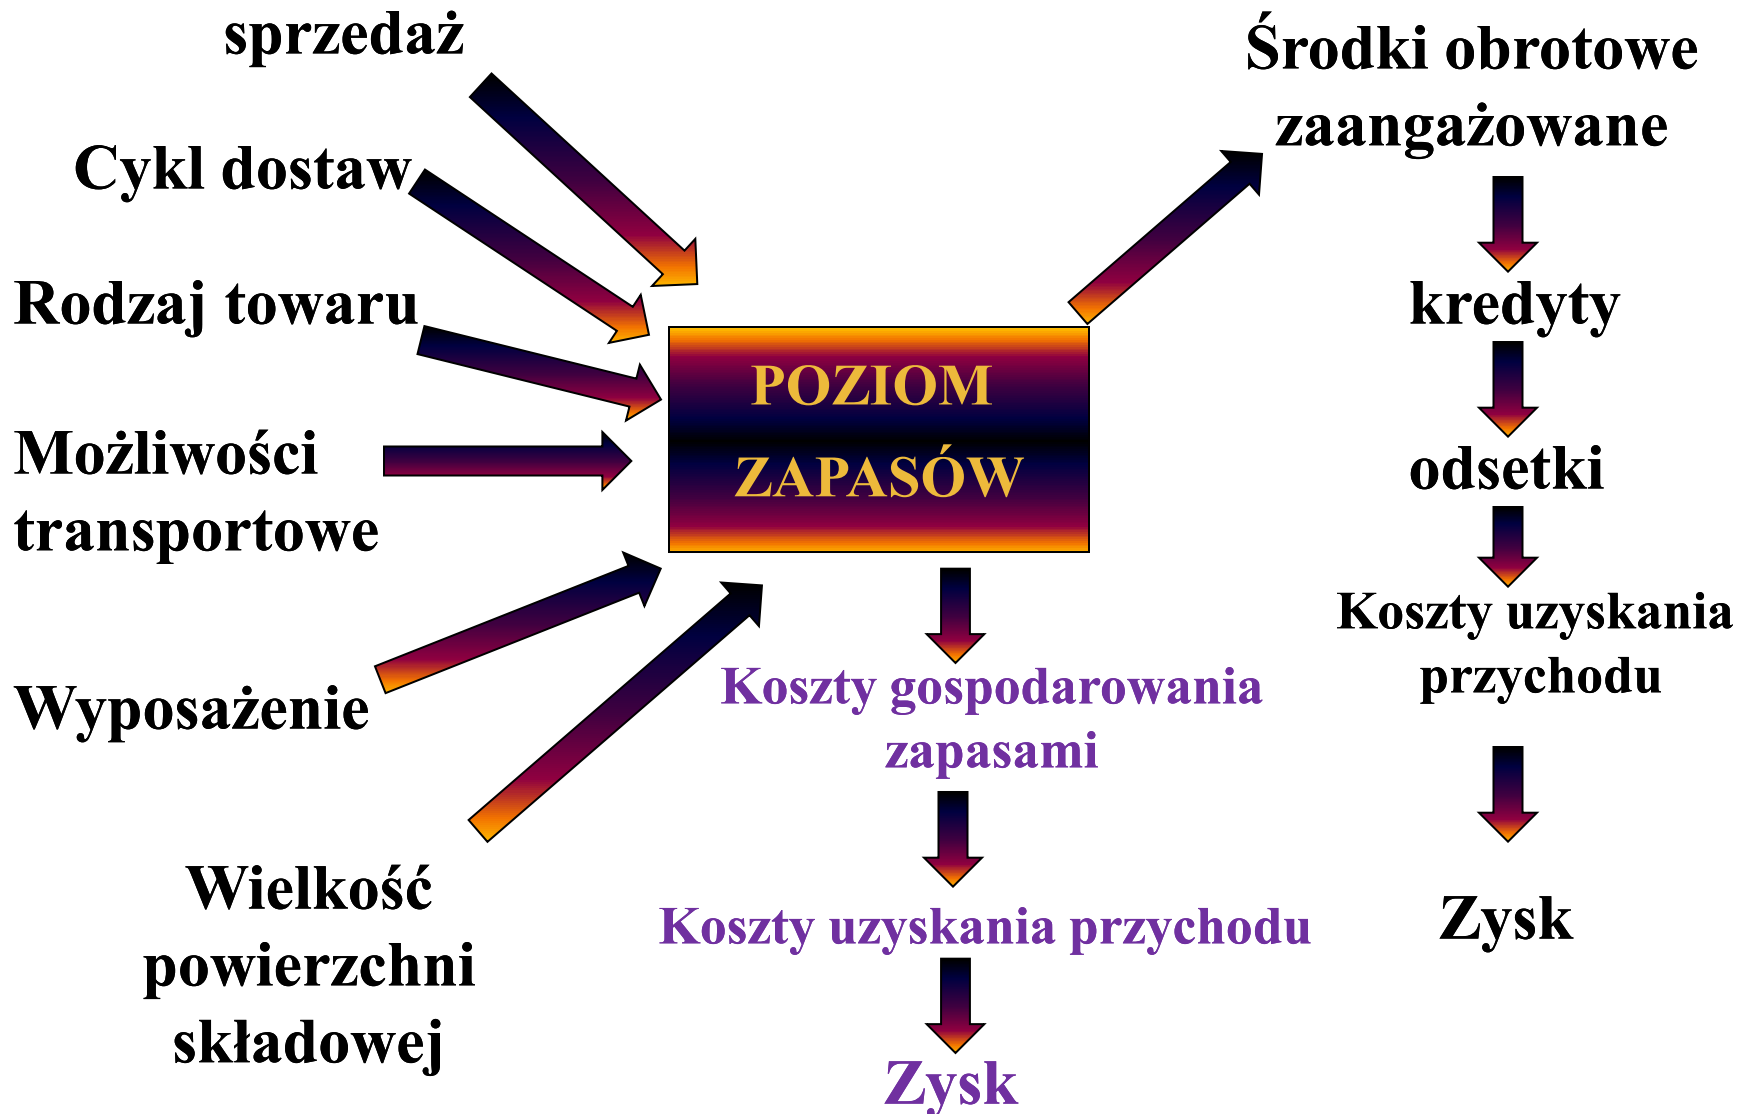 sprzedaż
Cykl dostaw
Rodzaj towaru
Możliwości
transportowe
Wyposażenie
Wielkość
powierzchni
składowej
POZIOM
ZAPASÓW
Koszty gospodarowania
zapasami
Koszty uzyskania przychodu
Zysk
Środki obrotowe
zaangażowane
kredyty
odsetki
Koszty uzyskania
przychodu
Zysk